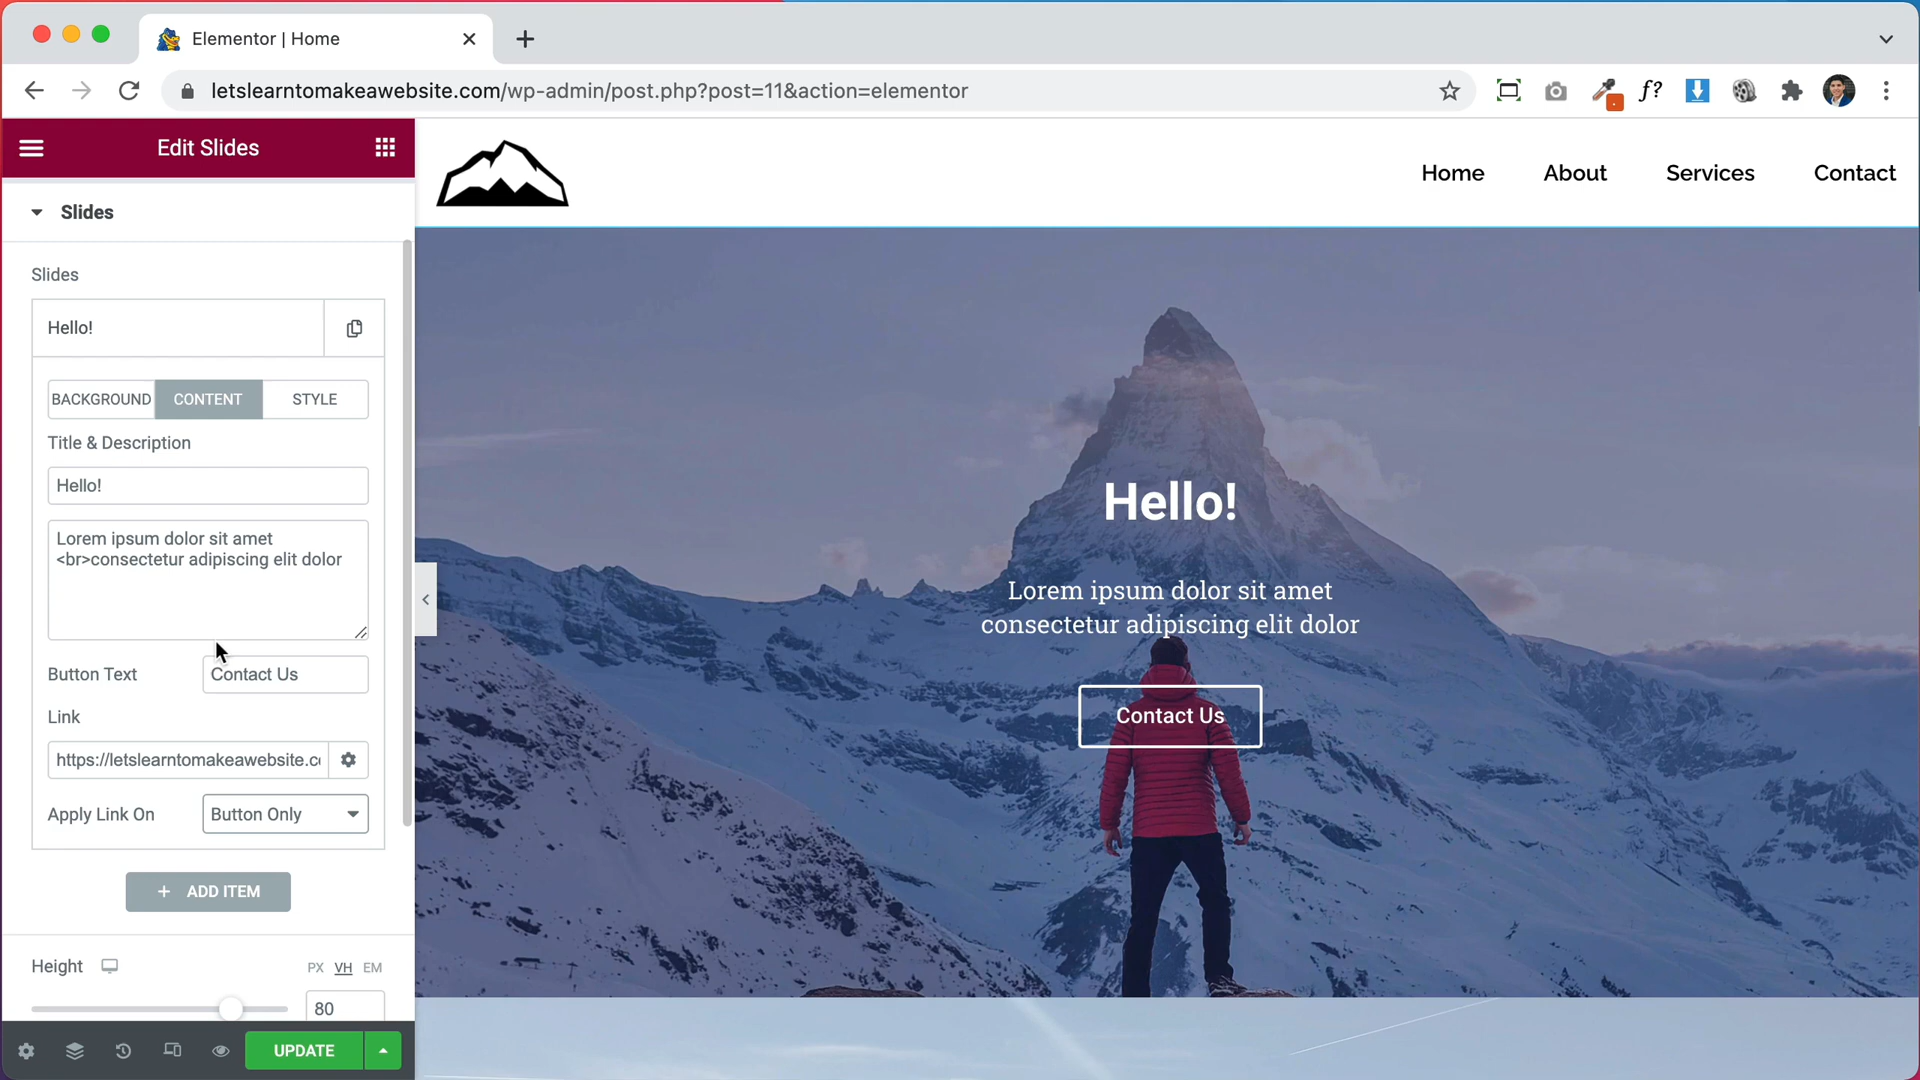 Elementor | Home
letslearntomakeawebsite.com/wp-admin/post.php?post=11&action=elementor
f?
Edit Slides
Home
About
Services
Contact
Slides
Slides
Hello!
BACKGROUND
CONTENT
STYLE
Title & Description
Hello!
Lorem ipsum dolor sit amet
<br>consectetur adipiscing elit dolor
Button Text
Contact Us
Link
https://letslearntomakeawebsite.c
Apply Link On
Button Only
+ ADD ITEM
Height
PX
VH
EM
80
UPDATE
Hello!
Lorem ipsum dolor sit amet
consectetur adipiscing elit dolor
Contact Us